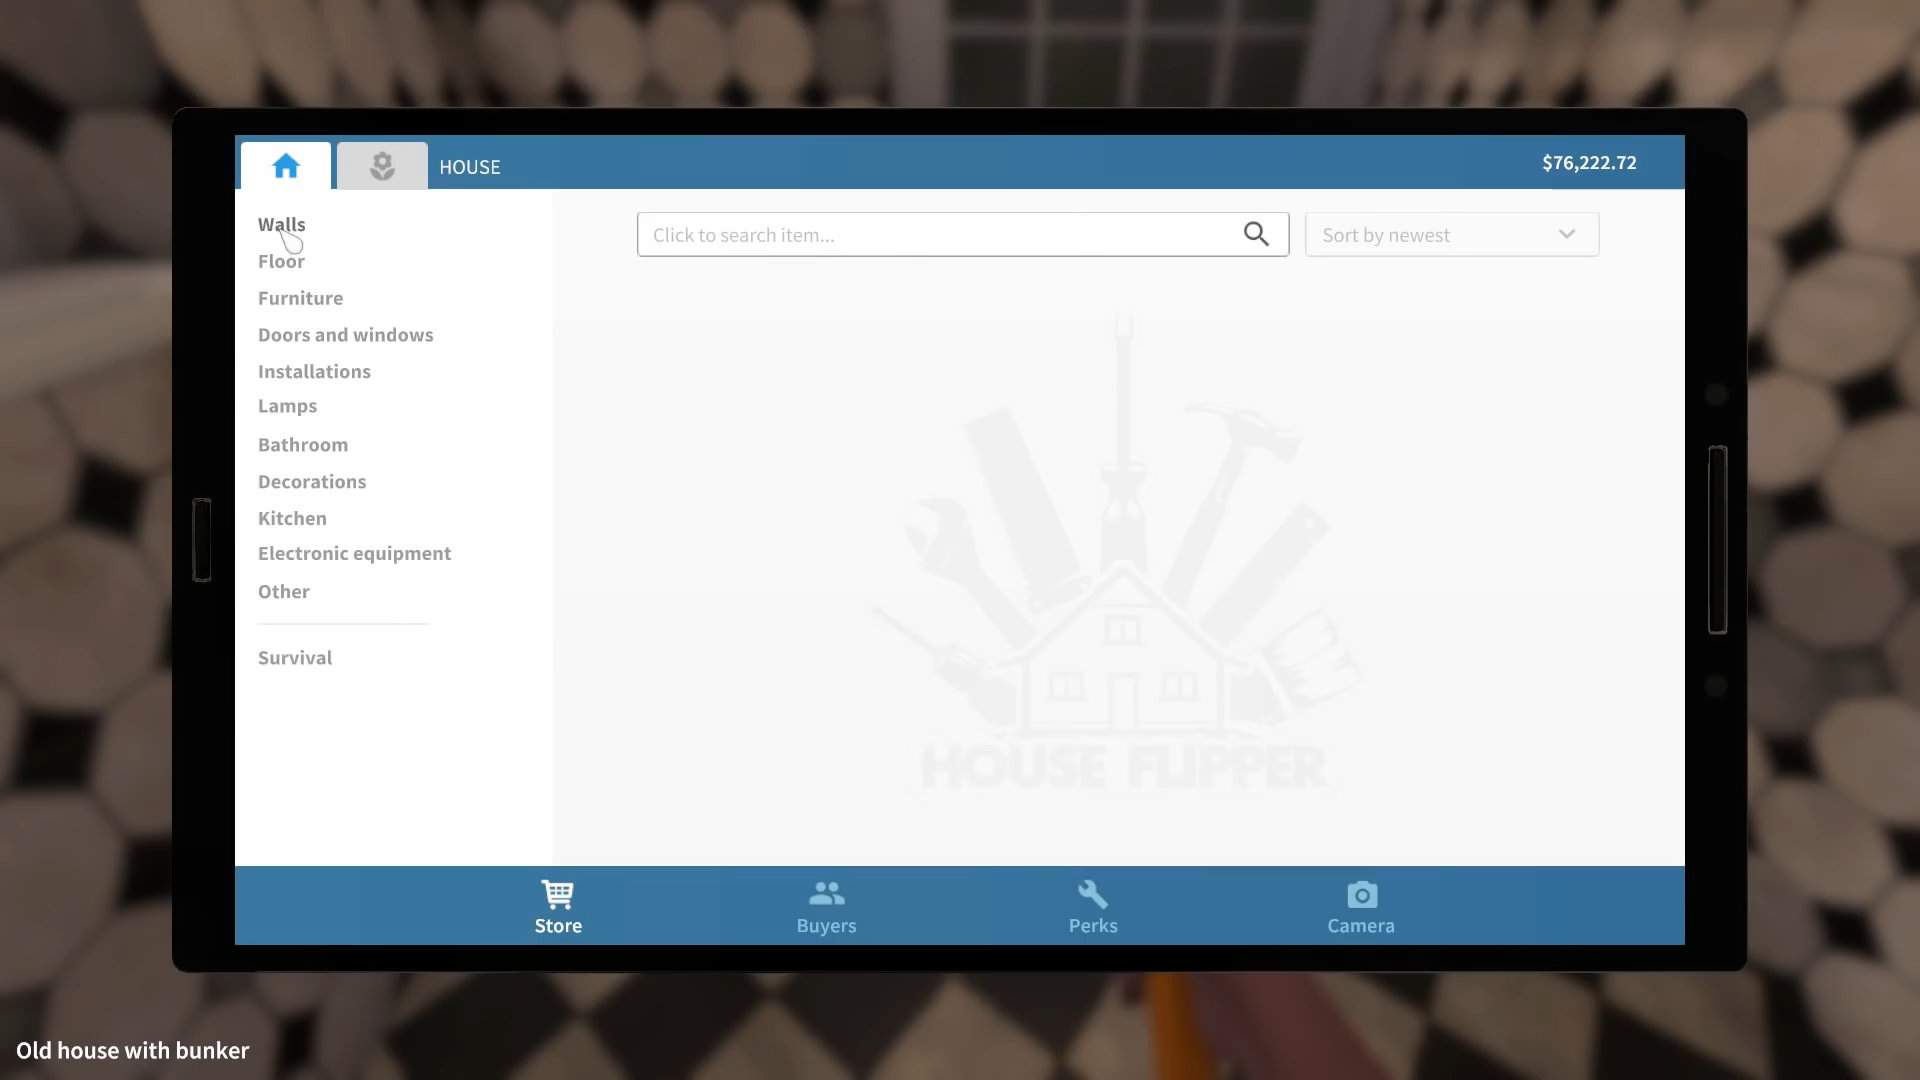 HOUSE
$76,222.72
Walls
Floor
Furniture
Doors and windows
Installations
Lamps
Bathroom
Decorations
Kitchen
Electronic equipment
Other
Survival
Click to search item...
Sort by newest
HOUSE FLIPPER
Store
Buyers
Perks
Camera
Old house with bunker